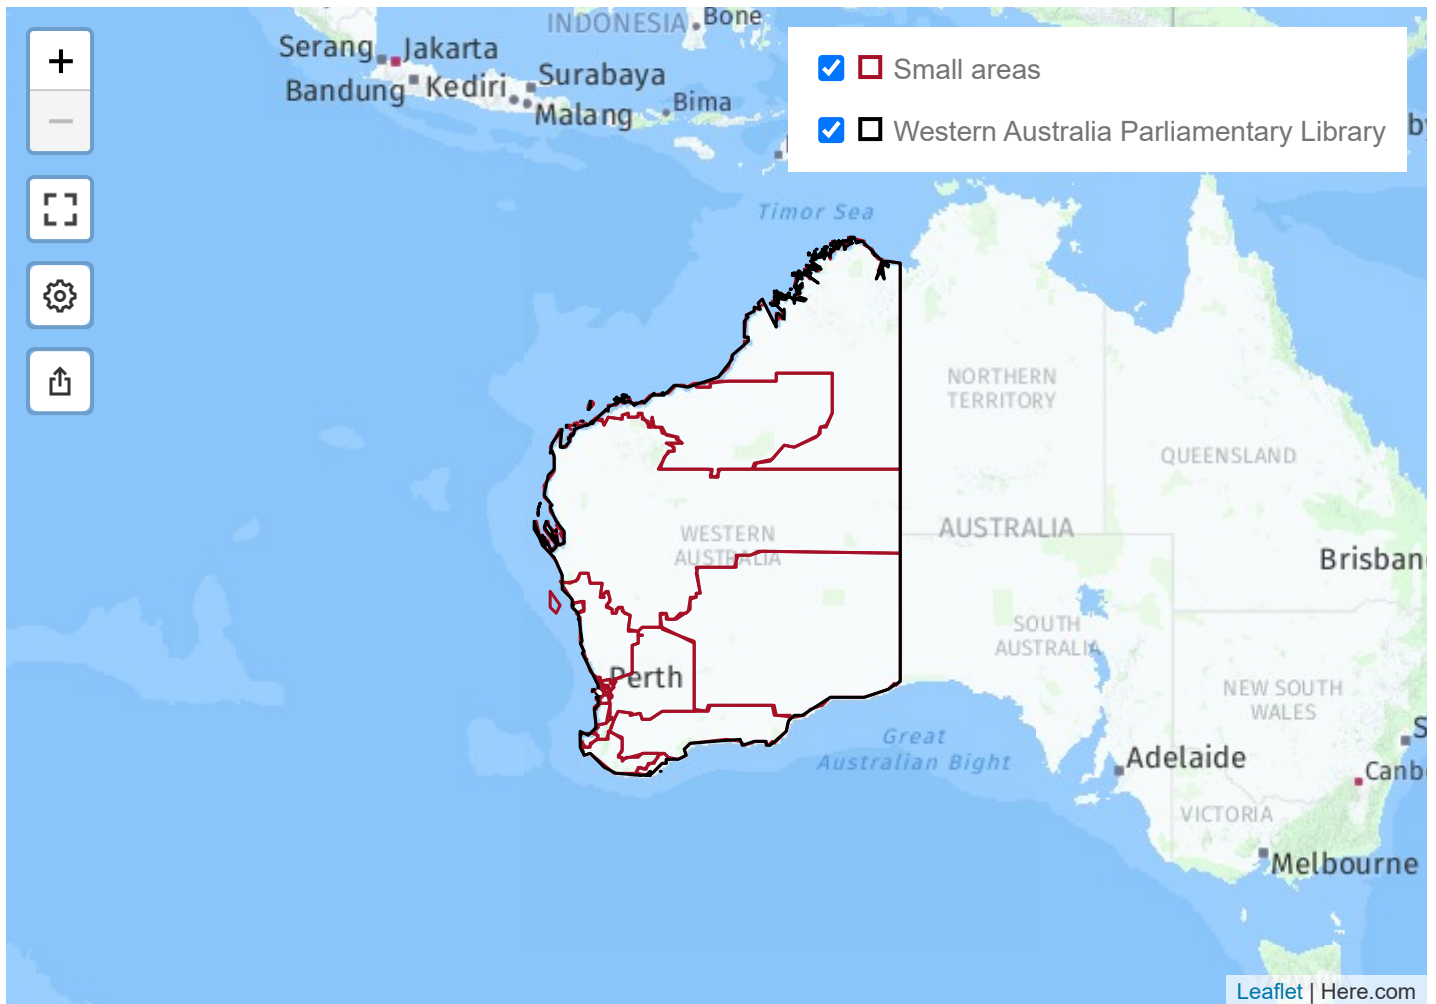 INDONESIA
Bone
Serang
Jakarta
Surabaya
Bandung
Kediri
Bima
Malang
+
−
Small areas
Western Australia Parliamentary Library
Timor Sea
NORTHERN
TERRITORY
QUEENSLAND
WESTERN
AUSTRALIA
AUSTRALIA
Brisban
SOUTH
AUSTRALIA
Perth
NEW SOUTH
WALES
Great
Australian Bight
Adelaide
Canb
VICTORIA
Melbourne
Leaflet | Here.com